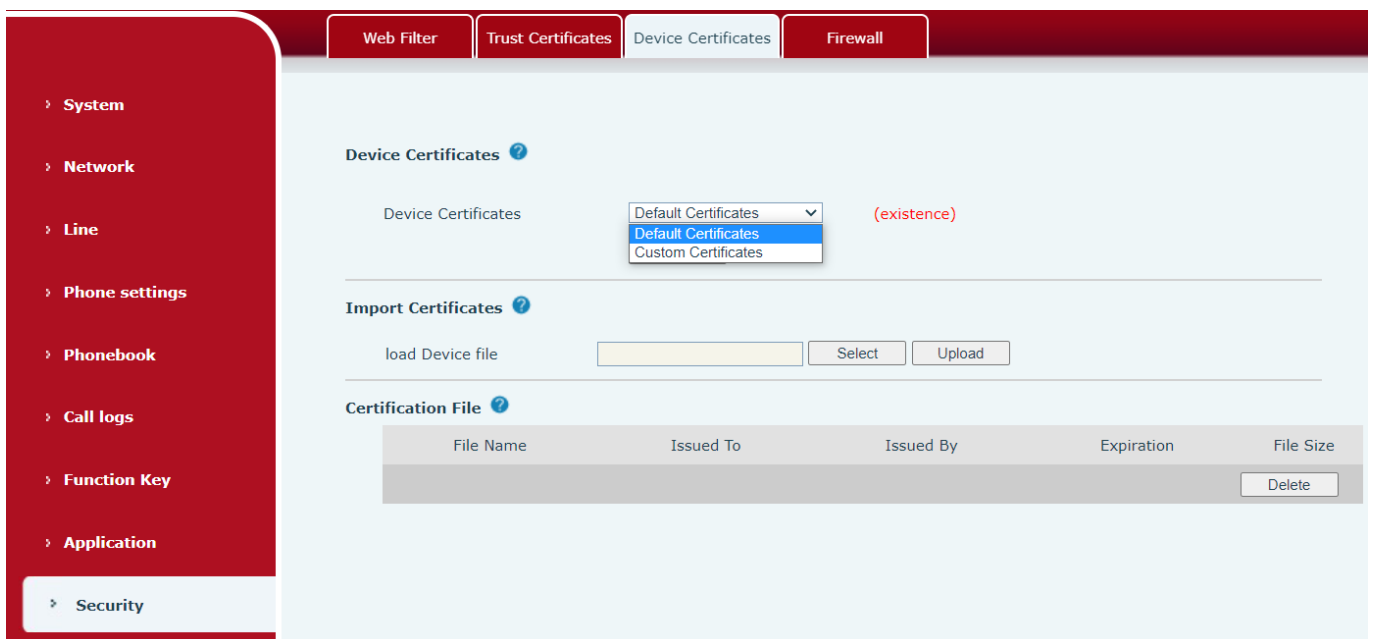 Web Filter
Trust Certificates
Device Certificates
Firewall
System
Network
Line
Phone settings
Phonebook
Call logs
Function Key
Application
Security
Device Certificates ?
Device Certificates
Default Certificates
(existence)
Default Certificates
Custom Certificates
Import Certificates ?
load Device file
Select
Upload
Certification File ?
File Name
Issued To
Issued By
Expiration
File Size
Delete